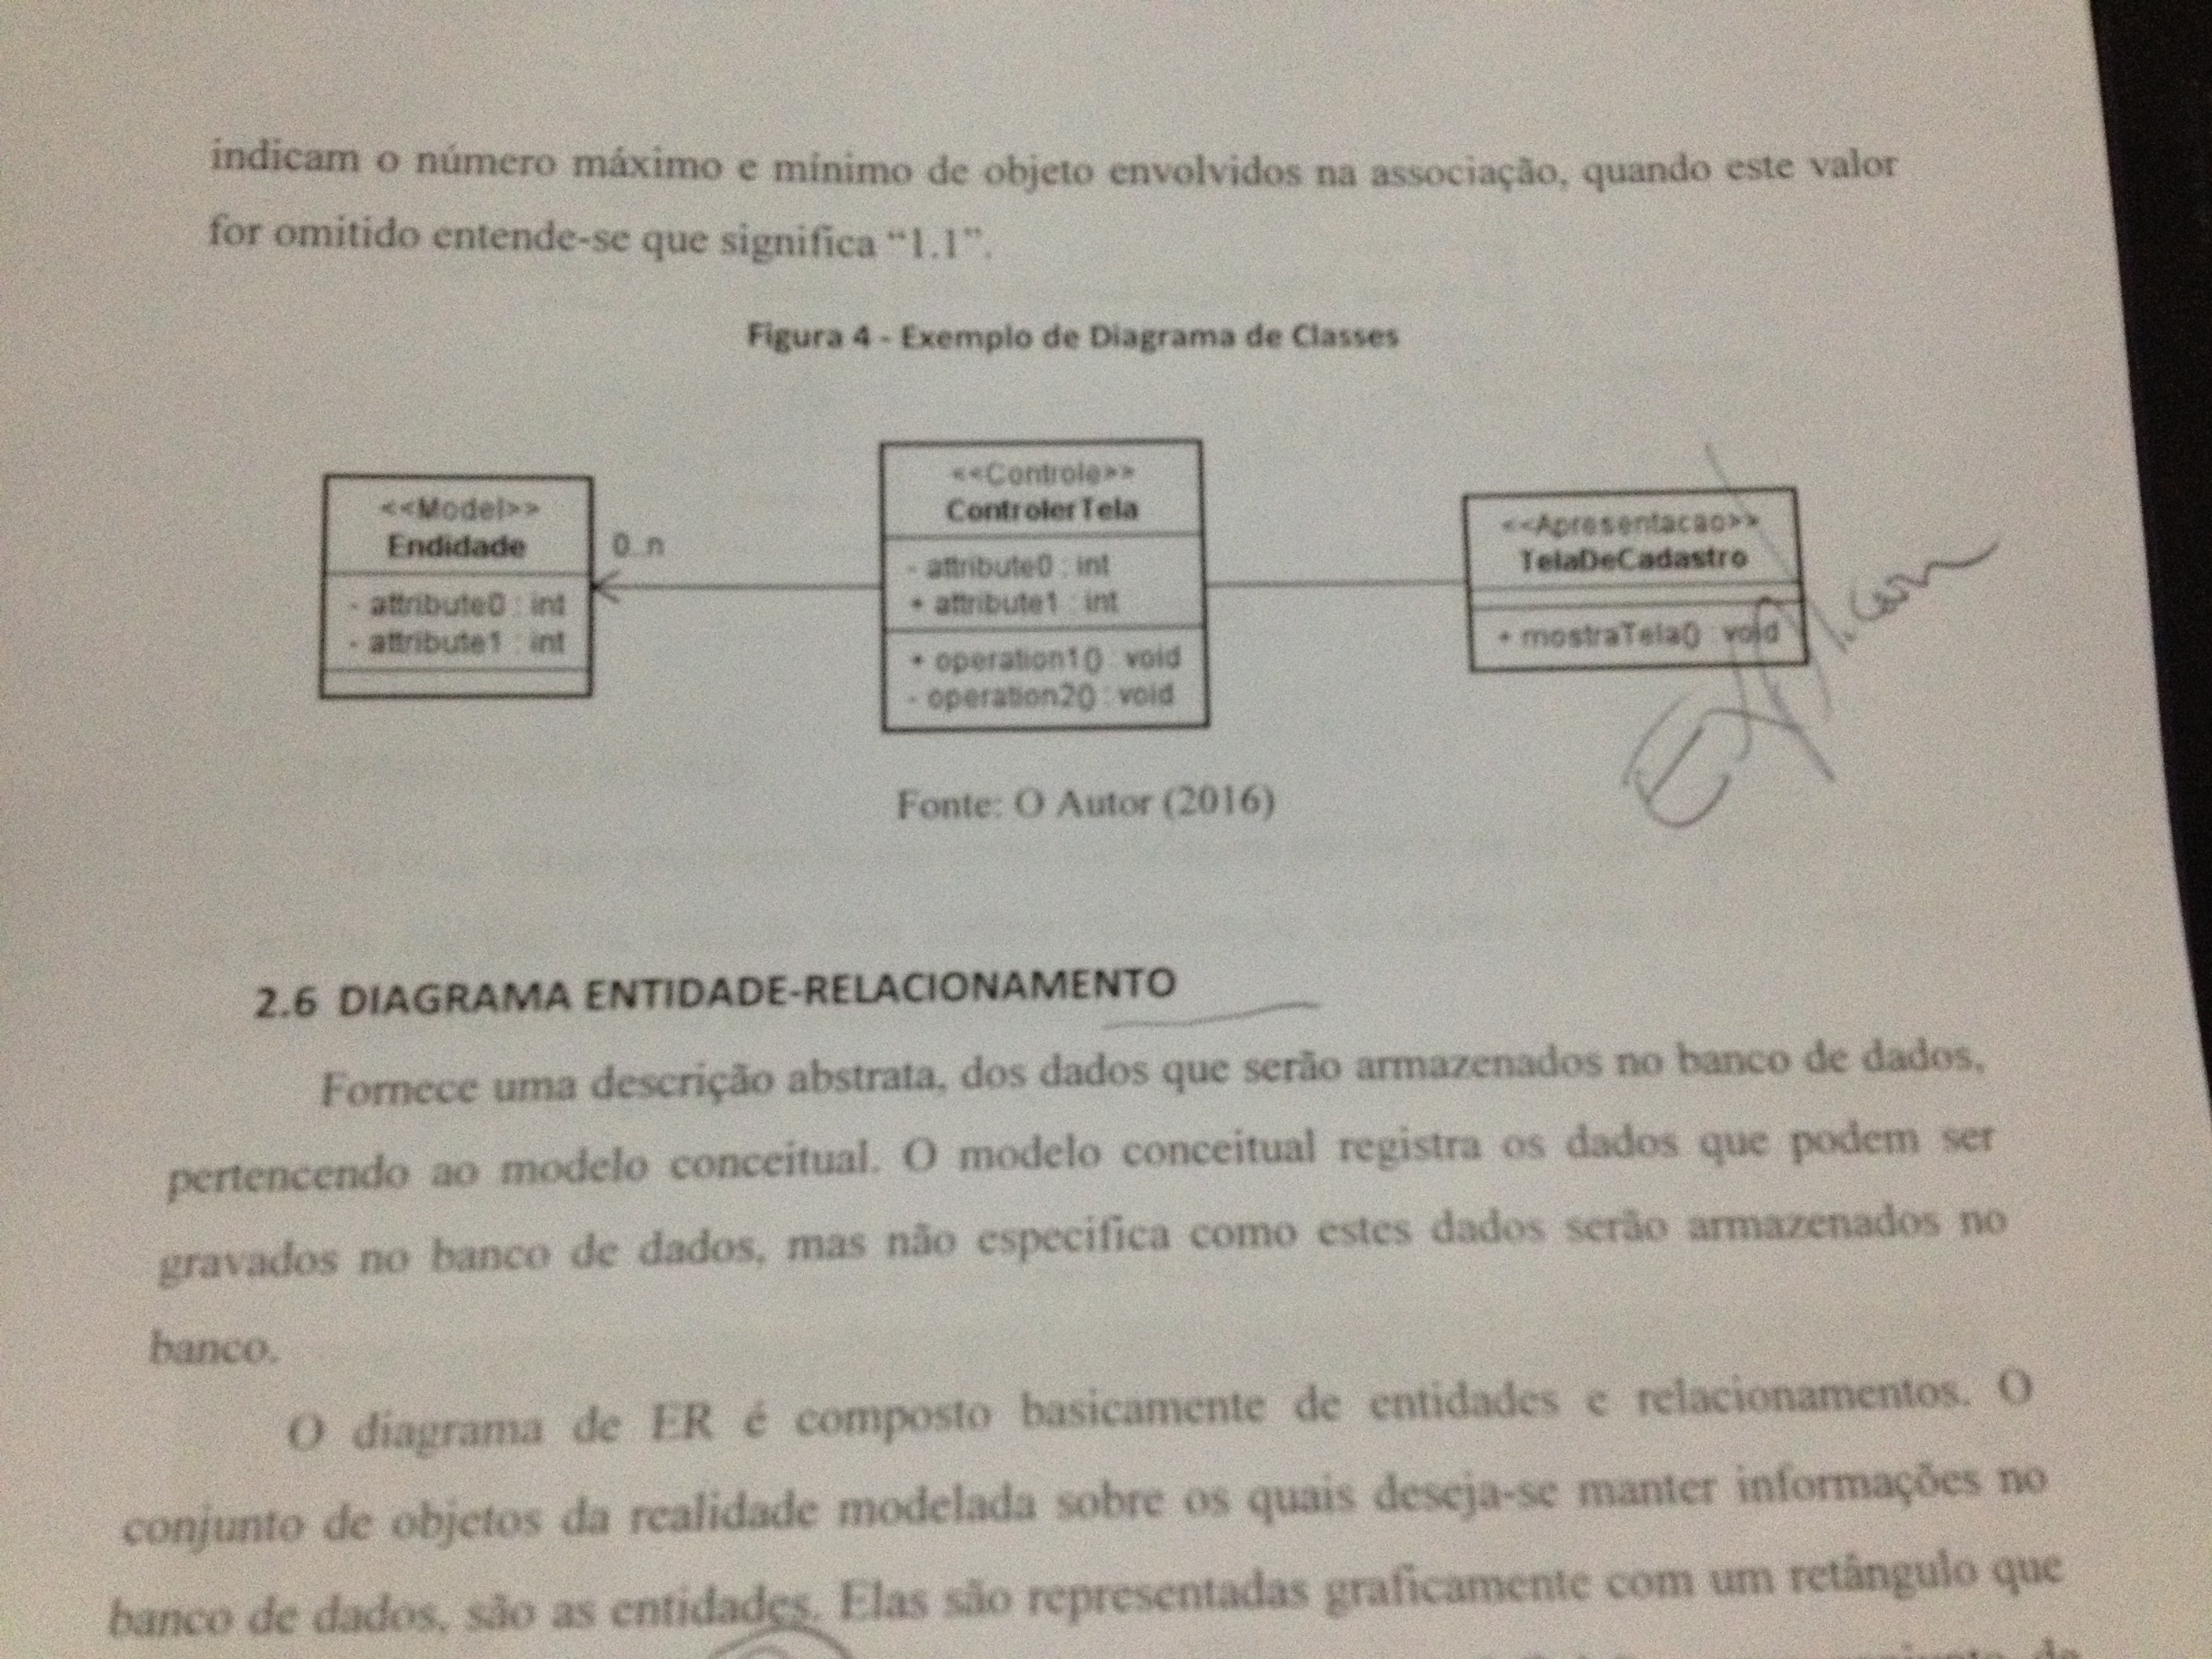 indicam o número máximo e mínimo de objeto envolvidos na associação, quando este valor
for omitido entende-se que significa “1.1”.
Figura 4 - Exemplo de Diagrama de Classes
<<Model>>
Endidade
- attribute0 : int
- attribute1 : int
0..n
<<Controle>>
ControlerTela
- attribute0 : int
+ attribute1 : int
+ operation1() : void
- operation2() : void
<<Apresentacao>>
TelaDeCadastro
+ mostraTela() : void
Fonte: O Autor (2016)
2.6 DIAGRAMA ENTIDADE-RELACIONAMENTO
Fornece uma descrição abstrata, dos dados que serão armazenados no banco de dados,
pertencendo ao modelo conceitual. O modelo conceitual registra os dados que podem ser
gravados no banco de dados, mas não especifica como estes dados serão armazenados no
banco.
O diagrama de ER é composto basicamente de entidades e relacionamentos. O
conjunto de objetos da realidade modelada sobre os quais deseja-se manter informações no
banco de dados, são as entidades. Elas são representadas graficamente com um retângulo que